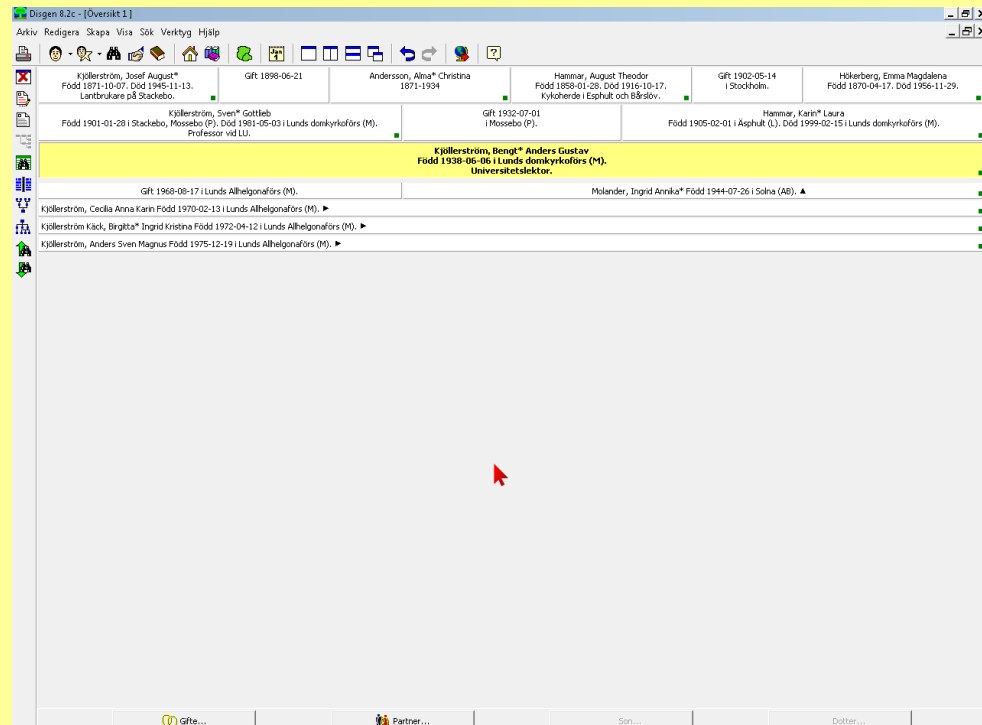 Disgen 8.2c - [Översikt 1 ]
Arkiv Redigera Skapa Visa Sök Verktyg Hjälp
Jan
1
Kjöllerström, Josef August*
Född 1871-10-07. Död 1945-11-13.
Lantbrukare på Stackebo.
Gift 1898-06-21
Andersson, Alma* Christina
1871-1934
Hammar, August Theodor
Född 1858-01-28. Död 1916-10-17.
Kykoherde i Esphult och Bårslöv.
Gift 1902-05-14
i Stockholm.
Hökerberg, Emma Magdalena
Född 1870-04-17. Död 1956-11-29.
Kjöllerström, Sven* Gottlieb
Född 1901-01-28 i Stackebo, Mossebo (P). Död 1981-05-03 i Lunds domkyrkoförs (M).
Professor vid LU.
Gift 1932-07-01
i Mossebo (P).
Hammar, Karin* Laura
Född 1905-02-01 i Äsphult (L). Död 1999-02-15 i Lunds domkyrkoförs (M).
Kjöllerström, Bengt* Anders Gustav
Född 1938-06-06 i Lunds domkyrkoförs (M).
Universitetslektor.
Gift 1968-08-17 i Lunds Allhelgonaförs (M).
Molander, Ingrid Annika* Född 1944-07-26 i Solna (AB). ▲
Kjöllerström, Cecilia Anna Karin Född 1970-02-13 i Lunds Allhelgonaförs (M). ►
Kjöllerström Käck, Birgitta* Ingrid Kristina Född 1972-04-12 i Lunds Allhelgonaförs (M). ►
Kjöllerström, Anders Sven Magnus Född 1975-12-19 i Lunds Allhelgonaförs (M). ►
Gifte...
Partner...
Son...
Dotter...